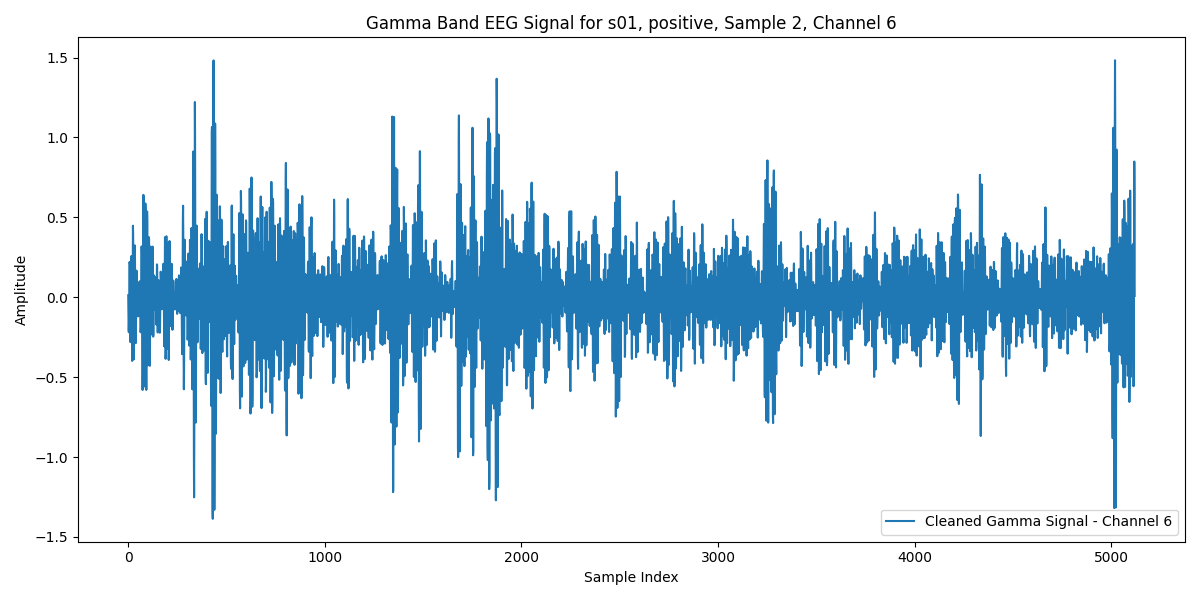 Gamma Band EEG Signal for s01, positive, Sample 2, Channel 6
1.5
1.0
0.5
0.0
−0.5
−1.0
−1.5
Amplitude
Cleaned Gamma Signal - Channel 6
0 1000 2000 3000 4000 5000
Sample Index